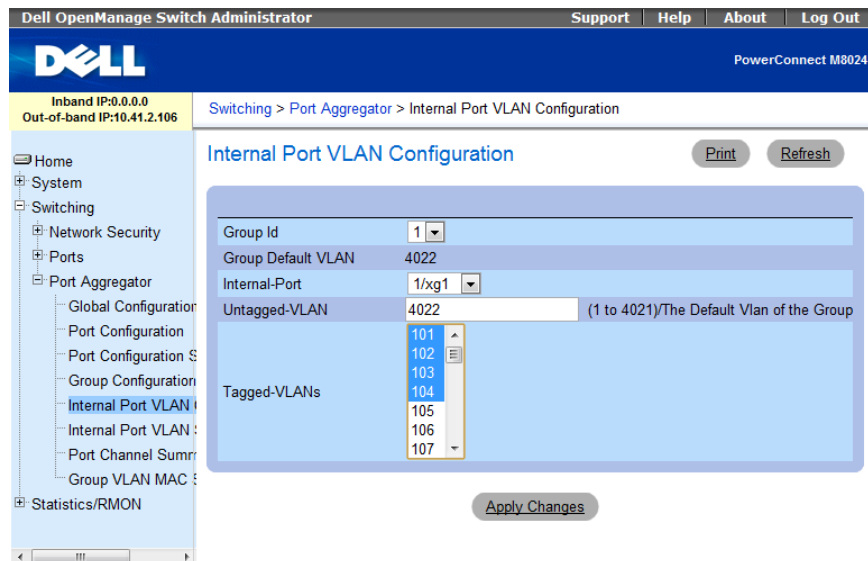 Dell OpenManage Switch Administrator Support Help About Log Out
DELL
PowerConnect M8024
Inband IP:0.0.0.0
Out-of-band IP:10.41.2.106
Switching > Port Aggregator > Internal Port VLAN Configuration
Home
System
Switching
Network Security
Ports
Port Aggregator
Global Configuration
Port Configuration
Port Configuration S
Group Configuration
Internal Port VLAN
Internal Port VLAN
Port Channel Summ
Group VLAN MAC S
Statistics/RMON
Internal Port VLAN Configuration
Print Refresh
Group Id 1
Group Default VLAN 4022
Internal-Port 1/xg1
Untagged-VLAN 4022 (1 to 4021)/The Default Vlan of the Group
Tagged-VLANs
101
102
103
104
105
106
107
Apply Changes